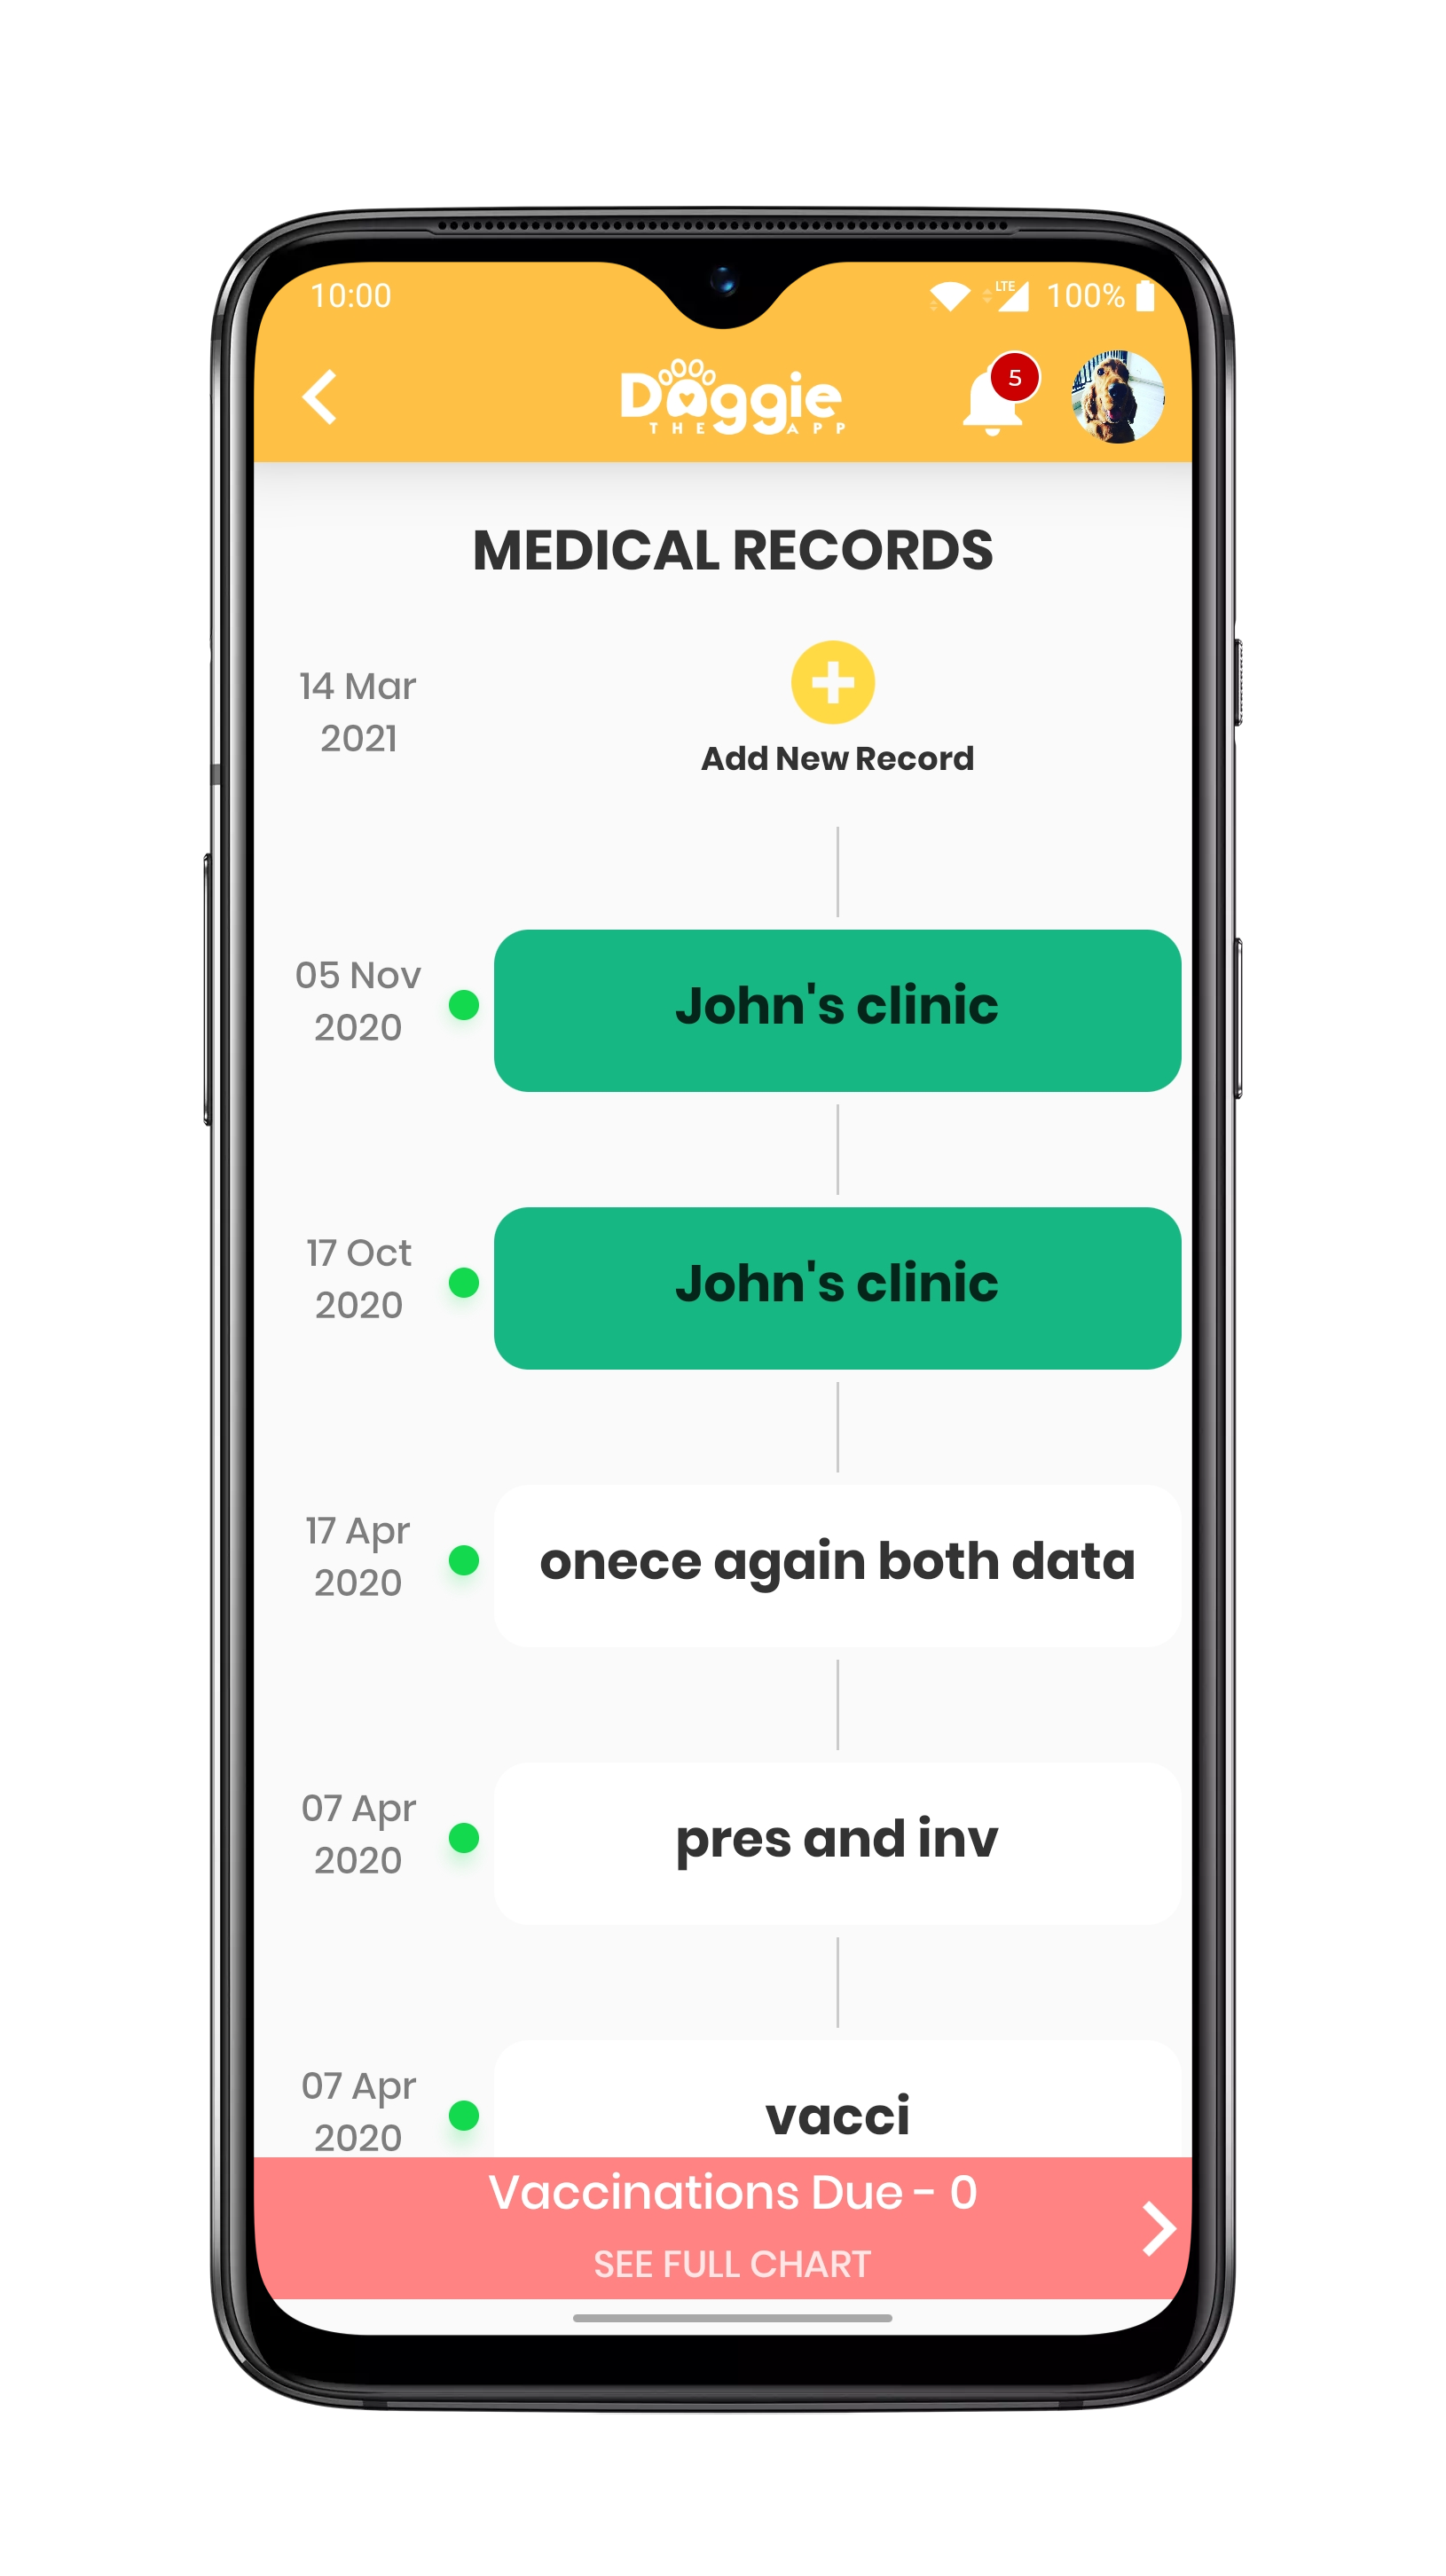 10:00
LTE
100%
Doggie
THE APP
5
MEDICAL RECORDS
14 Mar
2021
Add New Record
05 Nov
2020
John's clinic
17 Oct
2020
John's clinic
17 Apr
2020
onece again both data
07 Apr
2020
pres and inv
07 Apr
2020
vacci
Vaccinations Due - 0
SEE FULL CHART